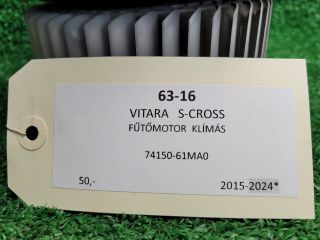 63-16
VITARA S-CROSS
FŰTŐMOTOR KLÍMÁS
74150-61MA0
50,- 2015-2024*